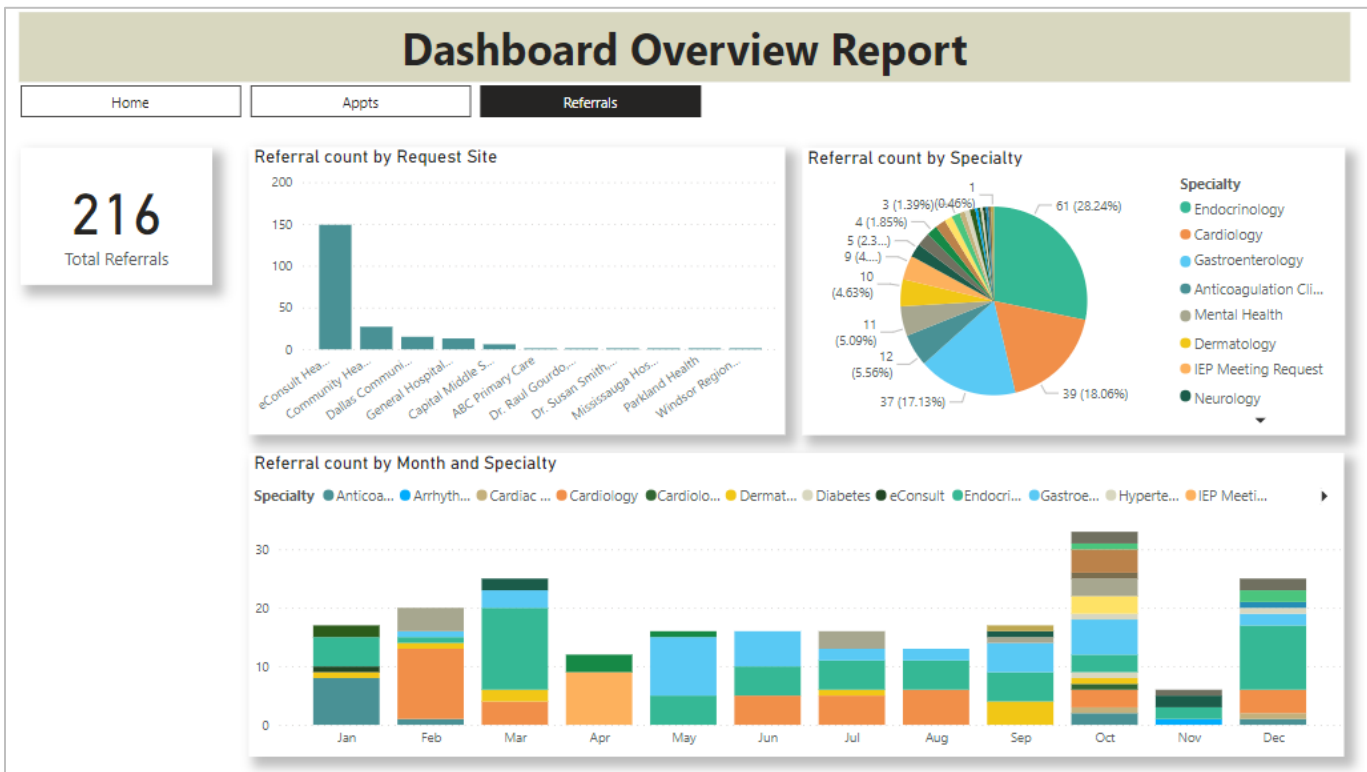 Dashboard Overview Report
Home Appts Referrals
216
Total Referrals
Referral count by Request Site
200
150
100
50
0
eConsult Hea...
Community Hea...
Dallas Communi...
General Hospital...
Capital Middle S...
ABC Primary Care
Dr. Raul Gourdo...
Dr. Susan Smith,...
Mississauga Hos...
Parkland Health
Windsor Region...
Referral count by Specialty
1
(0.46%)
3 (1.39%)
4 (1.85%)
5 (2.3...)
9 (4....)
10
(4.63%)
11
(5.09%)
12
(5.56%)
37 (17.13%)
39 (18.06%)
61 (28.24%)
Specialty
Endocrinology
Cardiology
Gastroenterology
Anticoagulation Cli...
Mental Health
Dermatology
IEP Meeting Request
Neurology
Referral count by Month and Specialty
Specialty Anticoa... Arrhyth... Cardiac ... Cardiology Cardiolo... Dermat... Diabetes eConsult Endocri... Gastroe... Hyperte... IEP Meeti...
30
20
10
0
Jan Feb Mar Apr May Jun Jul Aug Sep Oct Nov Dec